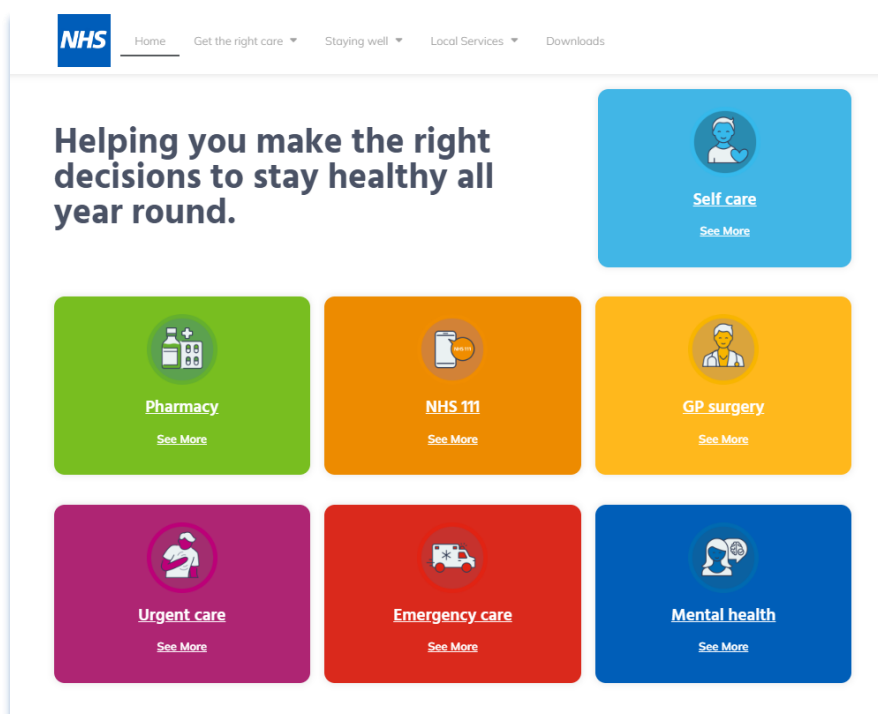 NHS
Home
Get the right care
Staying well
Local Services
Downloads
Helping you make the right
decisions to stay healthy all
year round.
Self care
See More
Pharmacy
See More
NHS 111
NHS 111
See More
GP surgery
See More
Urgent care
See More
Emergency care
See More
Mental health
See More